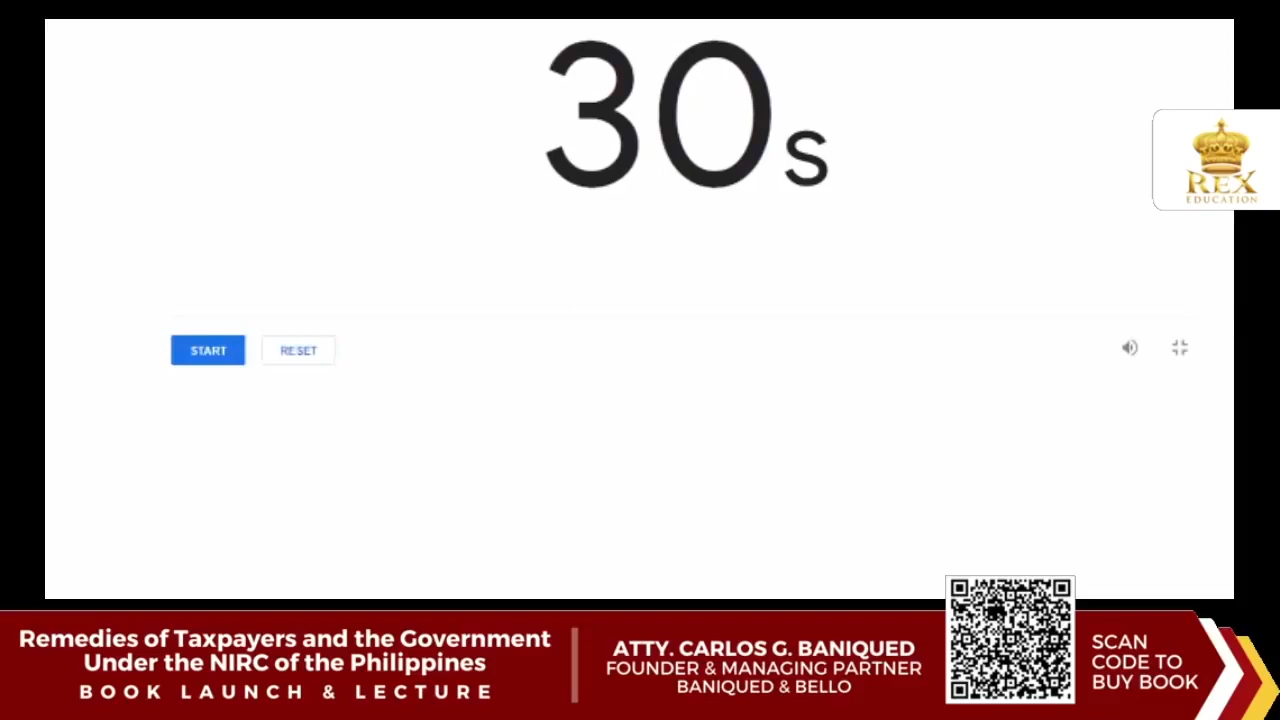 30s
REX
EDUCATION
START
RESET
Remedies of Taxpayers and the Government
Under the NIRC of the Philippines
BOOK LAUNCH & LECTURE
ATTY. CARLOS G. BANIQUED
FOUNDER & MANAGING PARTNER
BANIQUED & BELLO
SCAN
CODE TO
BUY BOOK